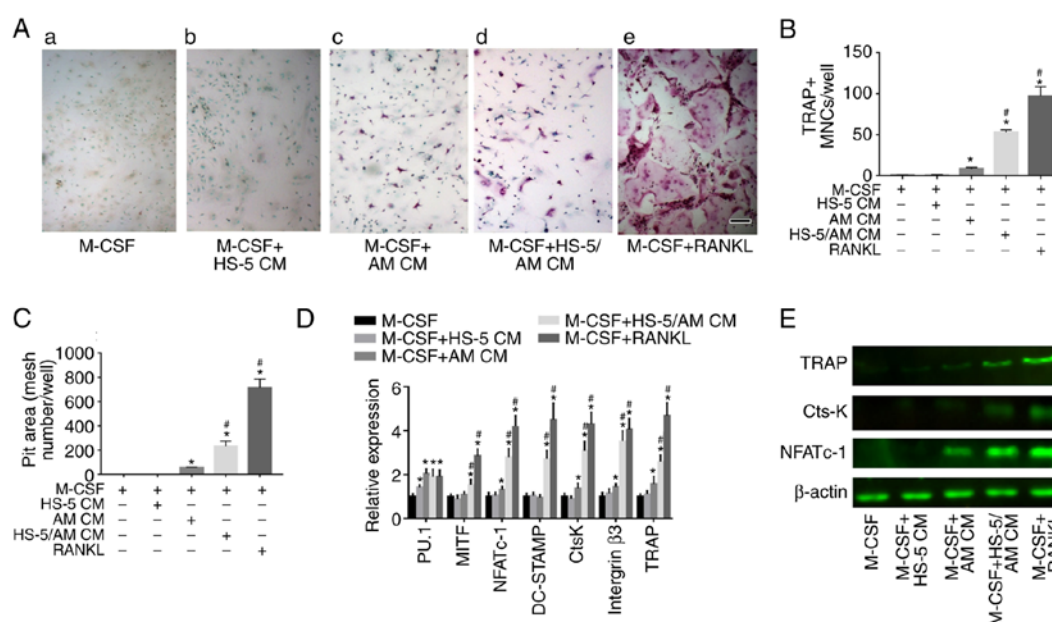 A
a
b
c
d
e
M-CSF
M-CSF+
HS-5 CM
M-CSF+
AM CM
M-CSF+HS-5/
AM CM
M-CSF+RANKL
B
TRAP+
MNCs/well
150
100
50
0
*
# *
# *
M-CSF + + + + +
HS-5 CM − + − − −
AM CM − − + − −
HS-5/AM CM − − − + −
RANKL − − − − +
C
Pit area (mesh
number/well)
1000
800
600
400
200
0
*
# *
# *
M-CSF + + + + +
HS-5 CM − + − − −
AM CM − − + − −
HS-5/AM CM − − − + −
RANKL − − − − +
D
M-CSF
M-CSF+HS-5 CM
M-CSF+AM CM
M-CSF+HS-5/AM CM
M-CSF+RANKL
Relative expression
6
4
2
0
* * * *
# * # *
* # * # *
# * # *
* # * # *
* # * # *
* # * # *
PU.1
MITF
NFATc-1
DC-STAMP
CtsK
Intergrin β3
TRAP
E
TRAP
Cts-K
NFATc-1
β-actin
M-CSF
M-CSF+
HS-5 CM
M-CSF+
AM CM
M-CSF+HS-5/
AM CM
M-CSF+
RANKL